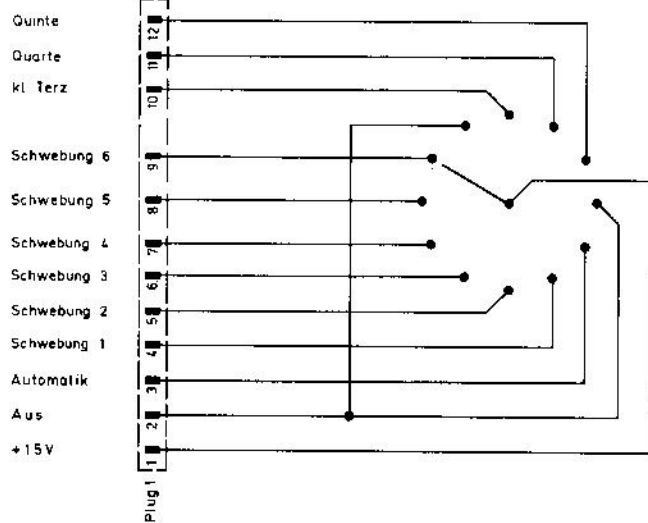 Quinte 12
Quarte 11
kl. Terz 10
Schwebung 6 9
Schwebung 5 8
Schwebung 4 7
Schwebung 3 6
Schwebung 2 5
Schwebung 1 4
Automatik 3
Aus 2
+15V 1
Plug 1